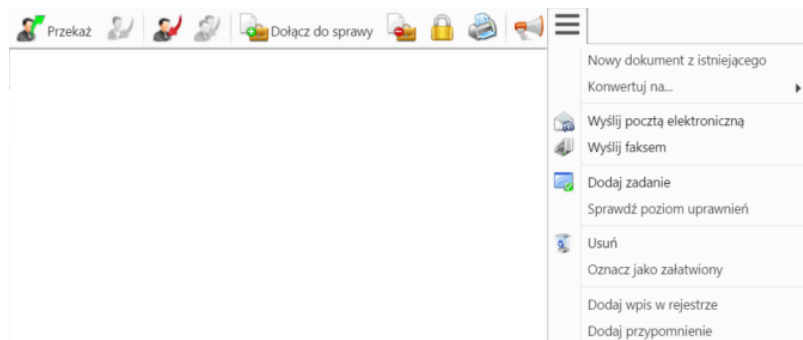 Przekaż
Dołącz do sprawy
Nowy dokument z istniejącego
Konwertuj na...
Wyślij pocztą elektroniczną
Wyślij faksem
Dodaj zadanie
Sprawdź poziom uprawnień
Usuń
Oznacz jako załatwiony
Dodaj wpis w rejestrze
Dodaj przypomnienie